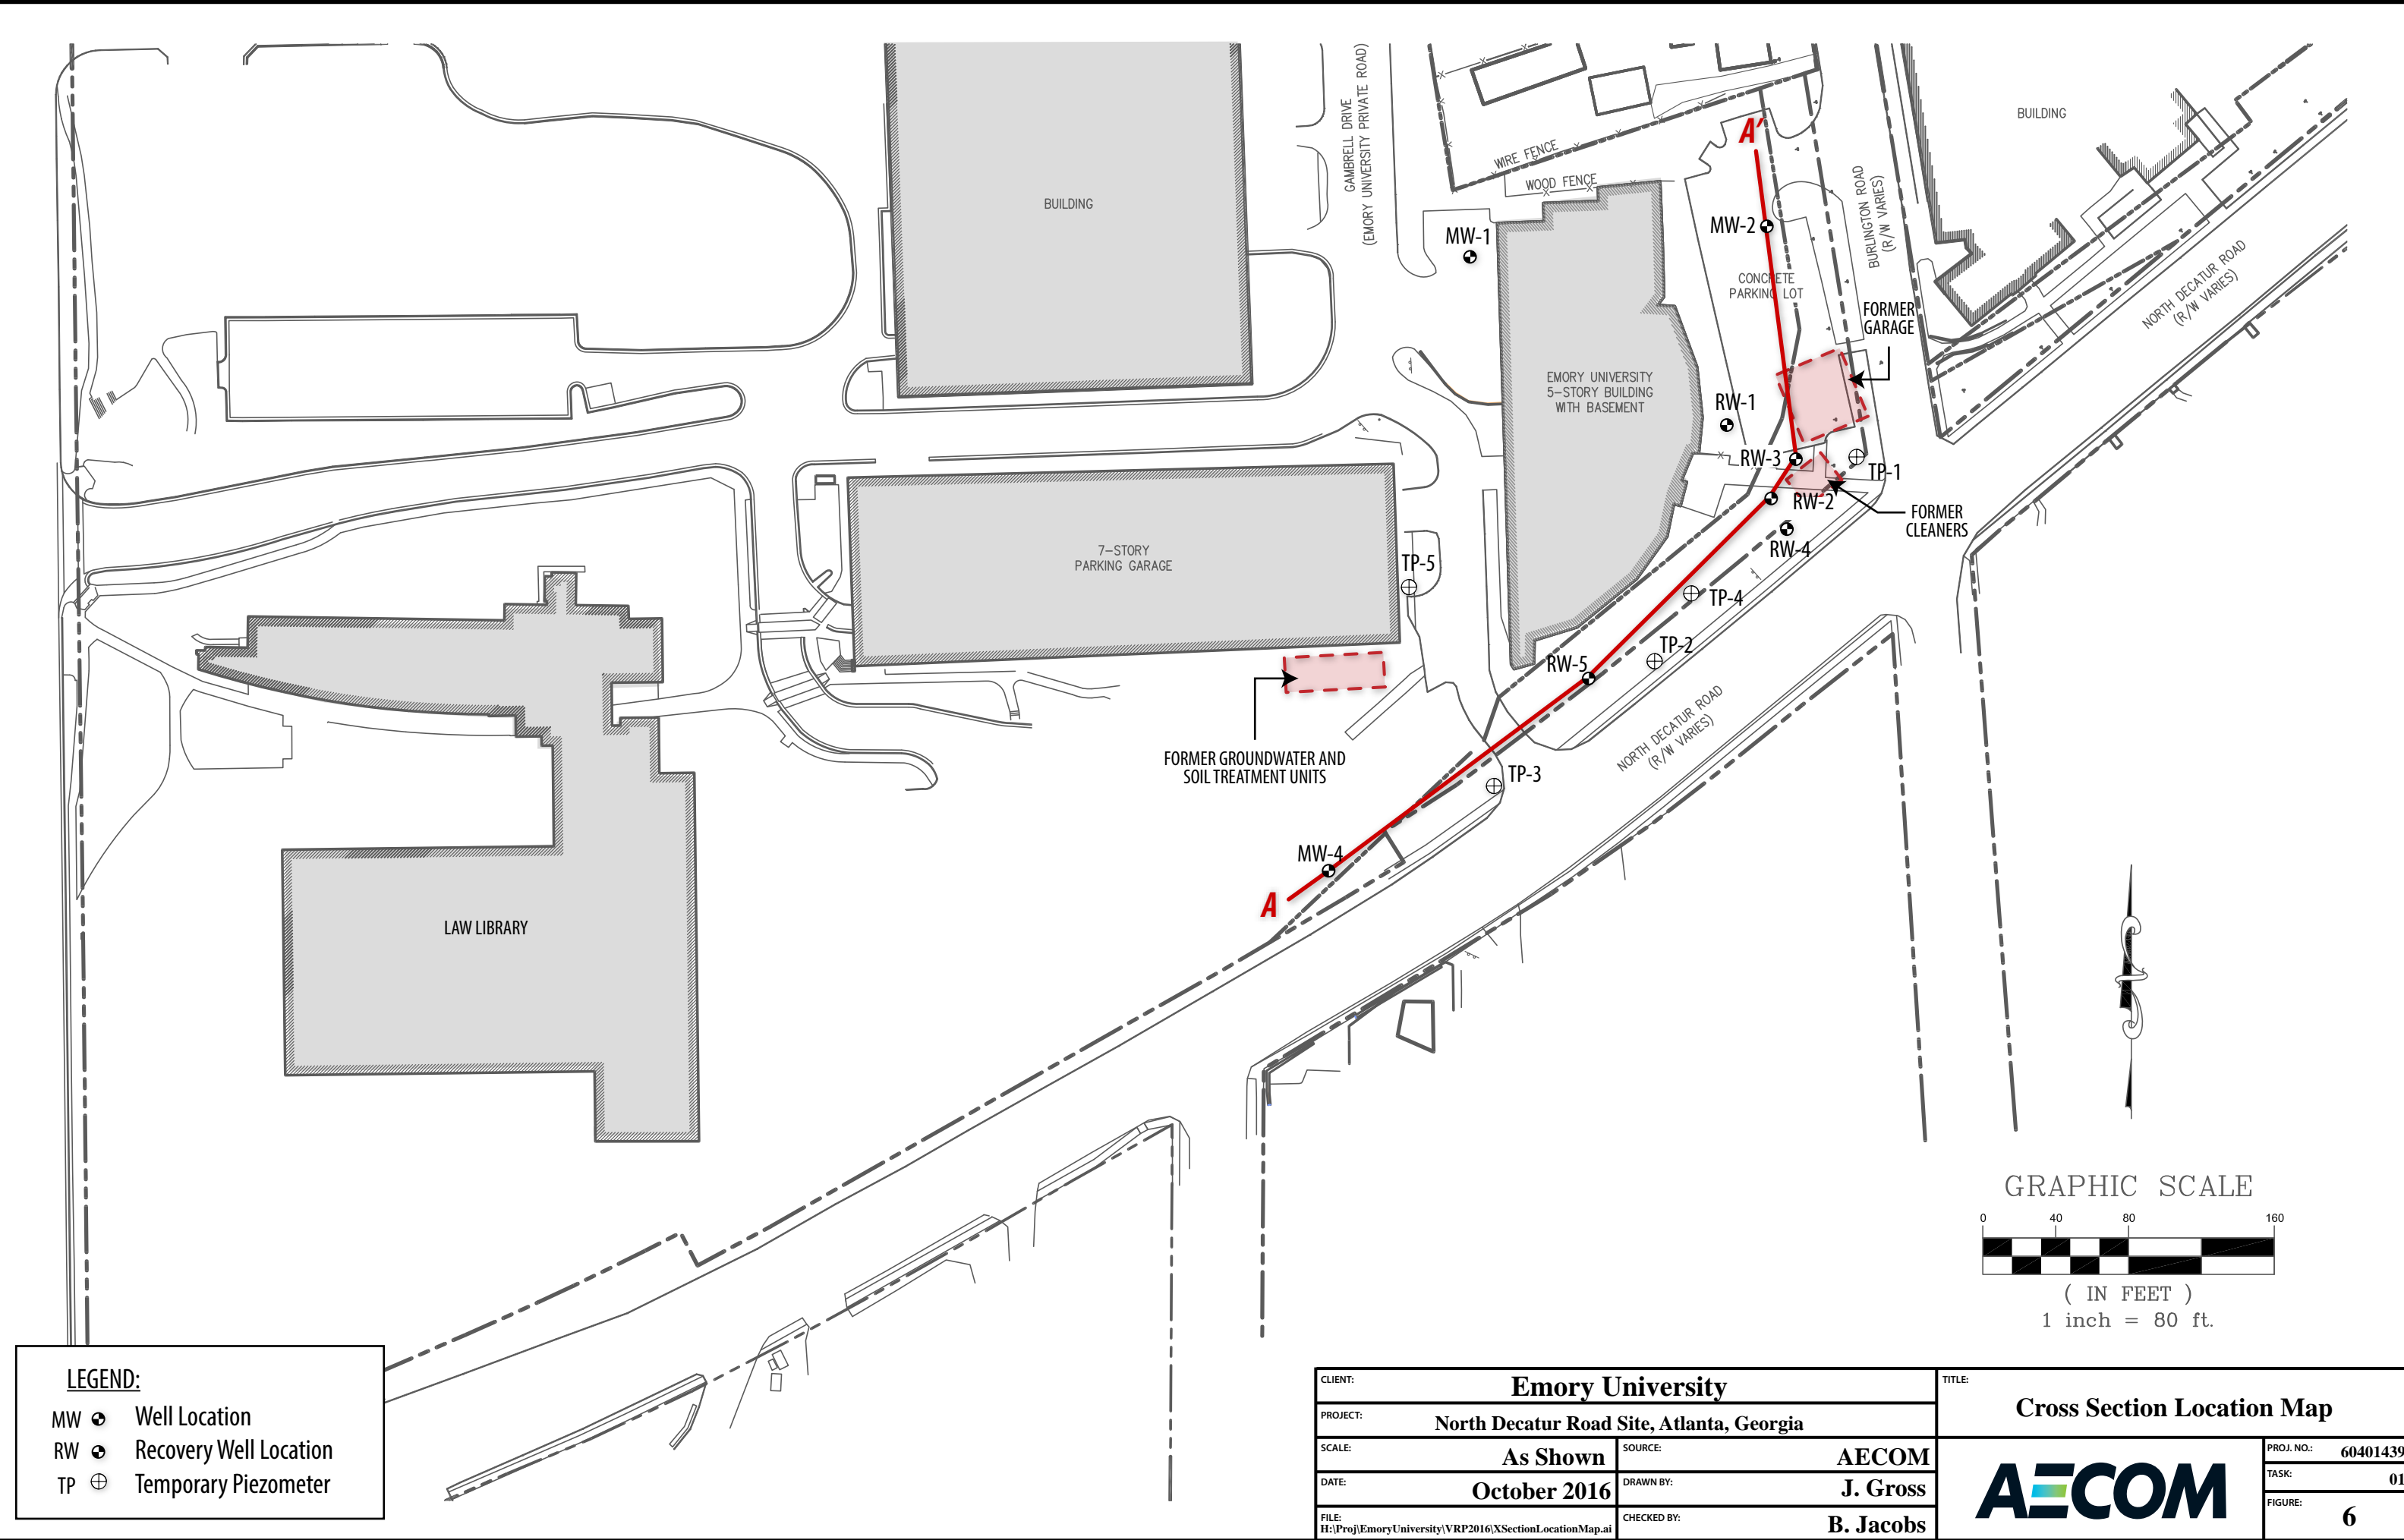 GAMBRELL DRIVE
(EMORY UNIVERSITY PRIVATE ROAD)
BUILDING
BUILDING
A'
WIRE FENCE
WOOD FENCE
BURLINGTON ROAD
(R/W VARIES)
MW-1
MW-2
CONCRETE
PARKING LOT
NORTH DECATUR ROAD
(R/W VARIES)
FORMER
GARAGE
EMORY UNIVERSITY
5-STORY BUILDING
WITH BASEMENT
RW-1
RW-3
TP-1
RW-2
FORMER
CLEANERS
RW-4
7-STORY
PARKING GARAGE
TP-5
TP-4
TP-2
RW-5
FORMER GROUNDWATER AND
SOIL TREATMENT UNITS
NORTH DECATUR ROAD
(R/W VARIES)
TP-3
MW-4
A
LAW LIBRARY
GRAPHIC SCALE
0 40 80 160
( IN FEET )
1 inch = 80 ft.
LEGEND:
MW Well Location
RW Recovery Well Location
TP Temporary Piezometer
CLIENT: Emory University
PROJECT: North Decatur Road Site, Atlanta, Georgia
SCALE: As Shown
SOURCE: AECOM
DATE: October 2016
DRAWN BY: J. Gross
FILE: H:\Proj\EmoryUniversity\VRP2016\XSectionLocationMap.ai
CHECKED BY: B. Jacobs
TITLE:
Cross Section Location Map
AECOM
PROJ. NO.: 60401439
TASK: 01
FIGURE: 6